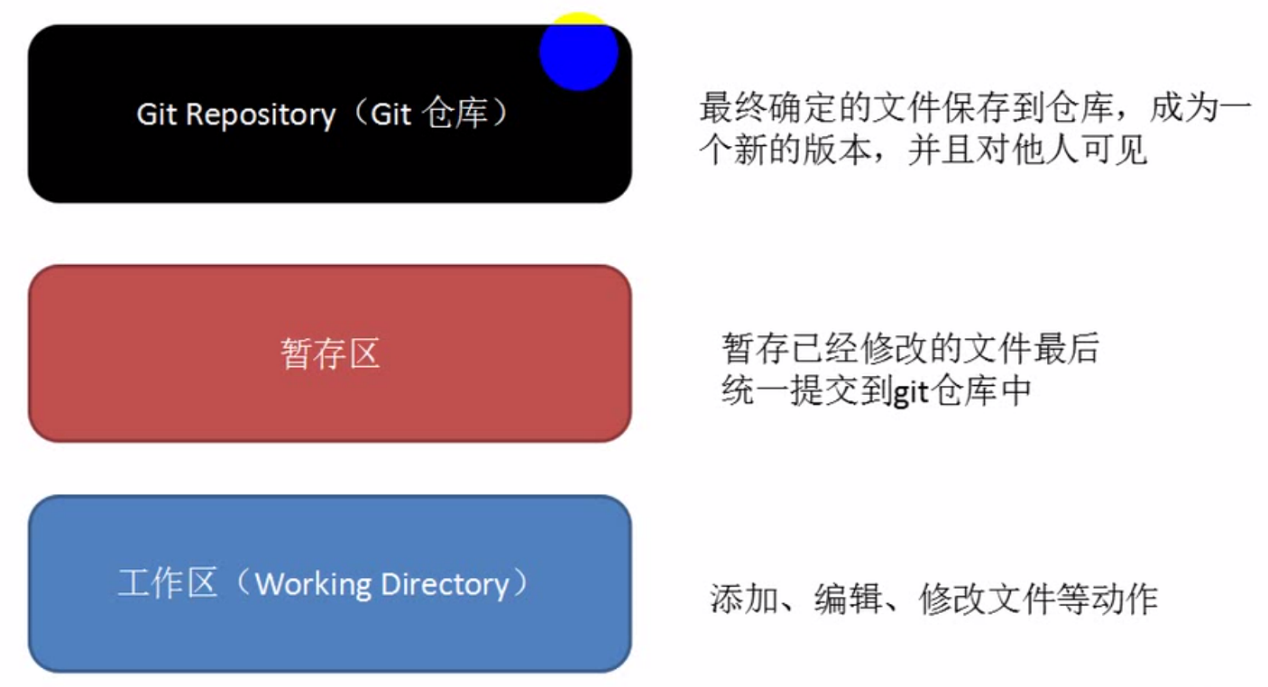 Git Repository（Git 仓库）
最终确定的文件保存到仓库，成为一
个新的版本，并且对他人可见
暂存区
暂存已经修改的文件最后
统一提交到git仓库中
工作区（Working Directory）
添加、编辑、修改文件等动作